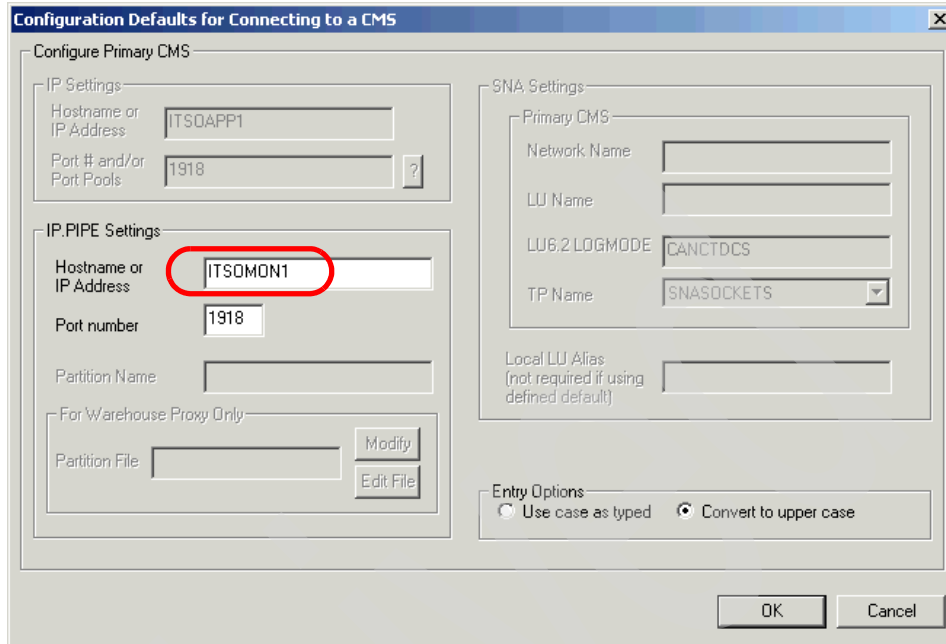 Configuration Defaults for Connecting to a CMS
Configure Primary CMS
IP Settings
Hostname or
IP Address
ITSOAPP1
Port # and/or
Port Pools
1918
?
IP.PIPE Settings
Hostname or
IP Address
ITSOMON1
Port number
1918
Partition Name
For Warehouse Proxy Only
Partition File
Modify
Edit File
SNA Settings
Primary CMS
Network Name
LU Name
LU6.2 LOGMODE
CANCTDCS
TP Name
SNASOCKETS
Local LU Alias
(not required if using
defined default)
Entry Options
Use case as typed
Convert to upper case
OK
Cancel